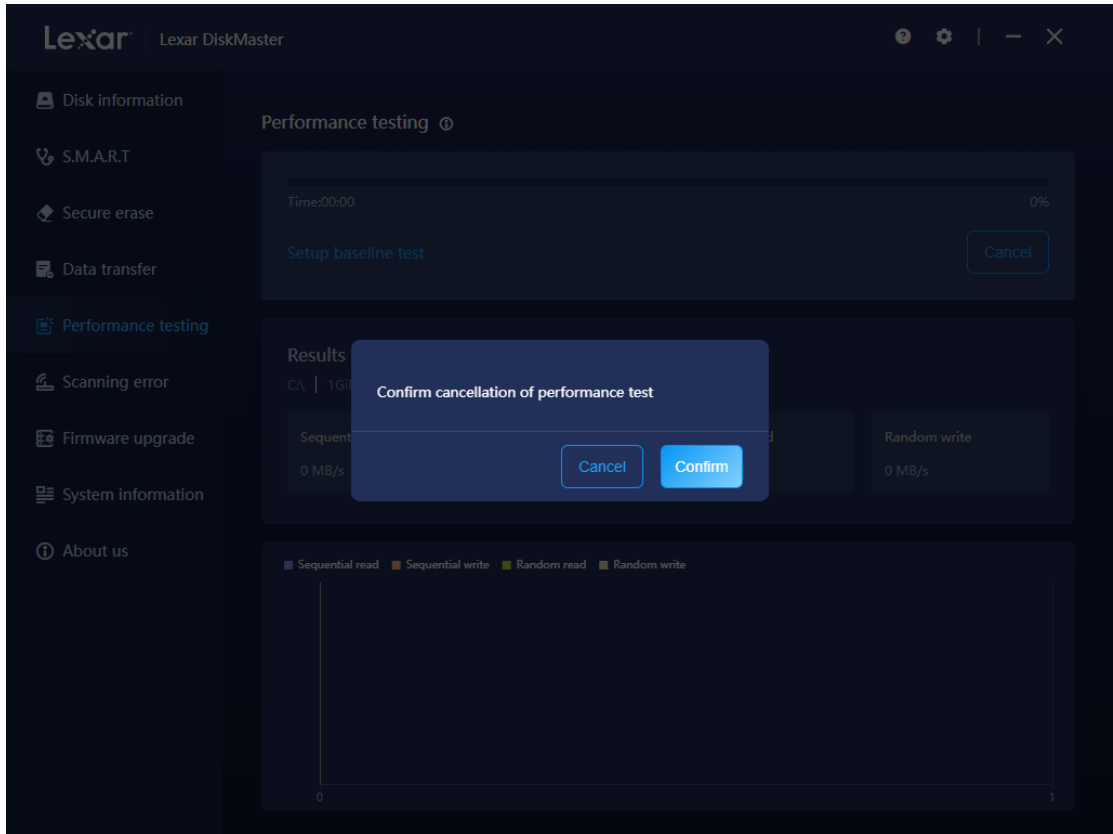 Lexar Lexar DiskMaster
Disk information
S.M.A.R.T
Secure erase
Data transfer
Performance testing
Scanning error
Firmware upgrade
System information
About us
Performance testing
Time:00:00 0%
Setup baseline test Cancel
Results
C:\ | 1Gi
Sequent
0 MB/s
Random write
0 MB/s
Confirm cancellation of performance test
Cancel Confirm
Sequential read Sequential write Random read Random write
0 1